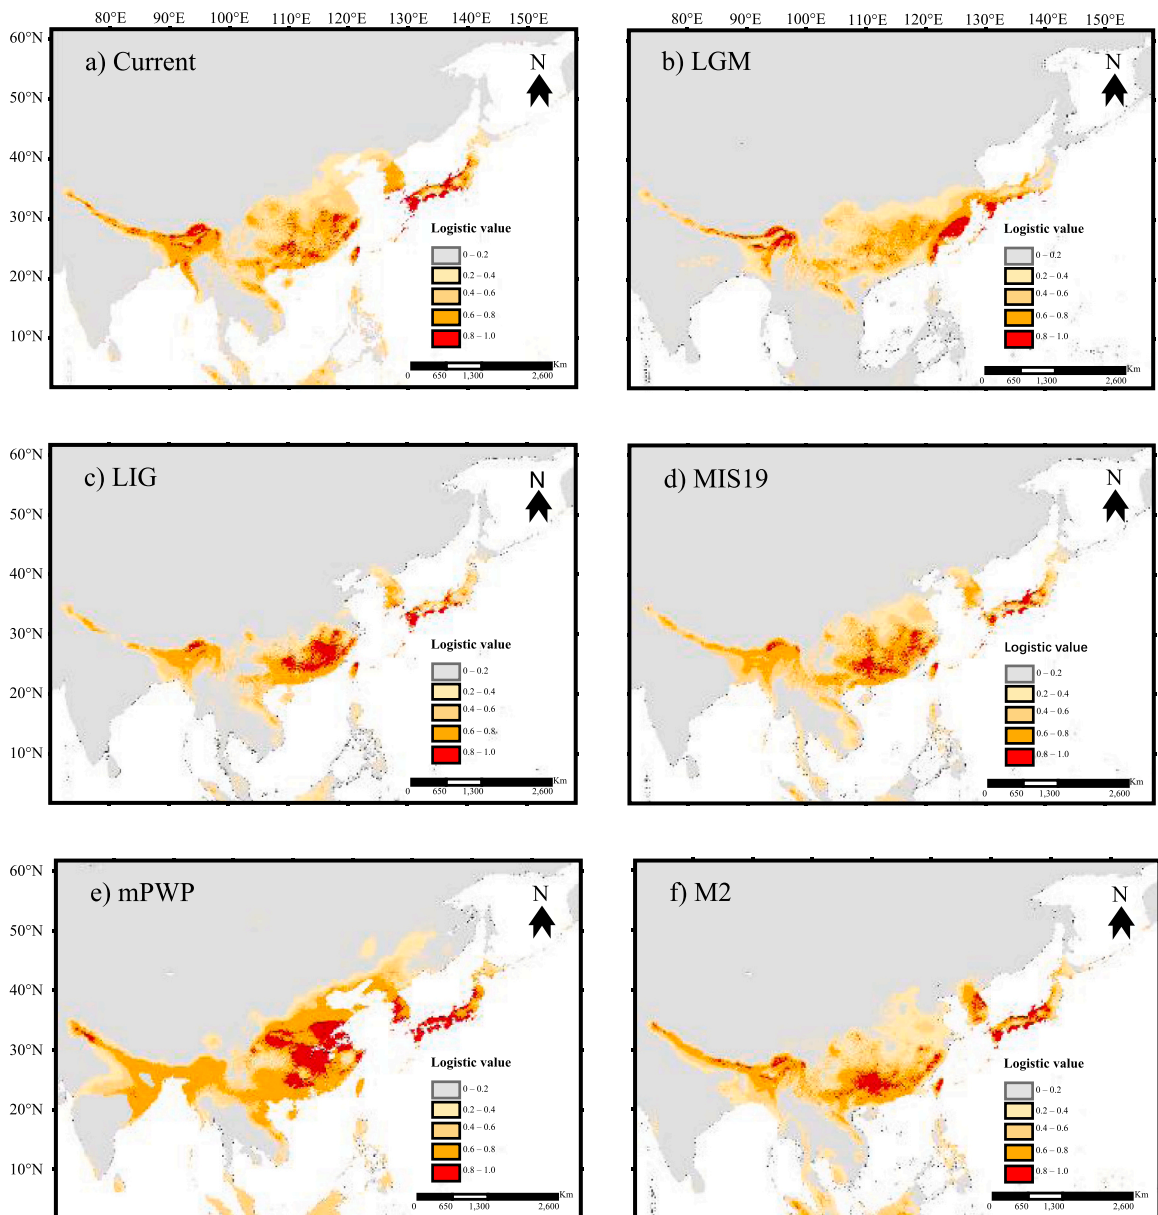 80°E 90°E 100°E 110°E 120°E 130°E 140°E 150°E
80°E 90°E 100°E 110°E 120°E 130°E 140°E 150°E
60°N
50°N
40°N
30°N
20°N
10°N
a) Current
N
Logistic value
0 – 0.2
0.2 – 0.4
0.4 – 0.6
0.6 – 0.8
0.8 – 1.0
Km
0 650 1,300 2,600
b) LGM
N
Logistic value
0 – 0.2
0.2 – 0.4
0.4 – 0.6
0.6 – 0.8
0.8 – 1.0
Km
0 650 1,300 2,600
60°N
50°N
40°N
30°N
20°N
10°N
c) LIG
N
Logistic value
0 – 0.2
0.2 – 0.4
0.4 – 0.6
0.6 – 0.8
0.8 – 1.0
Km
0 650 1,300 2,600
d) MIS19
N
Logistic value
0 – 0.2
0.2 – 0.4
0.4 – 0.6
0.6 – 0.8
0.8 – 1.0
Km
0 650 1,300 2,600
60°N
50°N
40°N
30°N
20°N
10°N
e) mPWP
N
Logistic value
0 – 0.2
0.2 – 0.4
0.4 – 0.6
0.6 – 0.8
0.8 – 1.0
Km
0 650 1,300 2,600
f) M2
N
Logistic value
0 – 0.2
0.2 – 0.4
0.4 – 0.6
0.6 – 0.8
0.8 – 1.0
Km
0 650 1,300 2,600